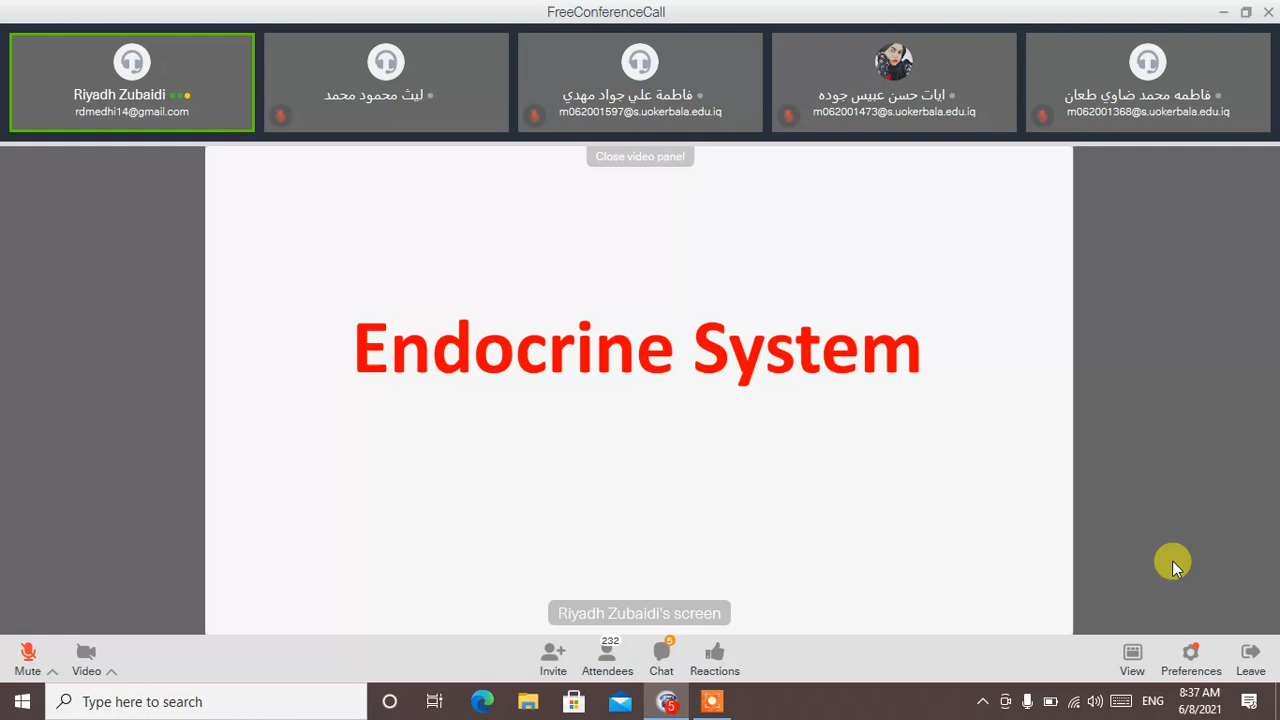 FreeConferenceCall
Riyadh Zubaidi
rdmedhi14@gmail.com
ليث محمود محمد
فاطمة علي جواد مهدي
m062001597@s.uokerbala.edu.iq
ايات حسن عبيس جوده
m062001473@s.uokerbala.edu.iq
فاطمه محمد ضاوي طعان
m062001368@s.uokerbala.edu.iq
Close video panel
Endocrine System
Riyadh Zubaidi's screen
232
5
Mute
Video
Invite
Attendees
Chat
Reactions
View
Preferences
Leave
Type here to search
5
ENG
8:37 AM
6/8/2021